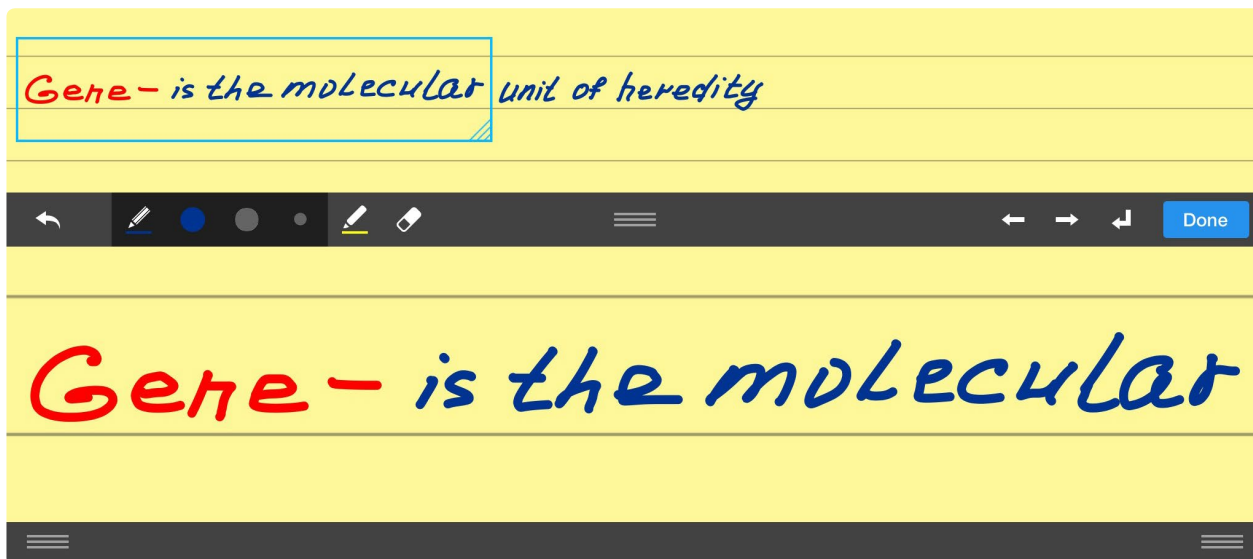 Gene - is the molecular unit of heredity
Done
Gene - is the molecular